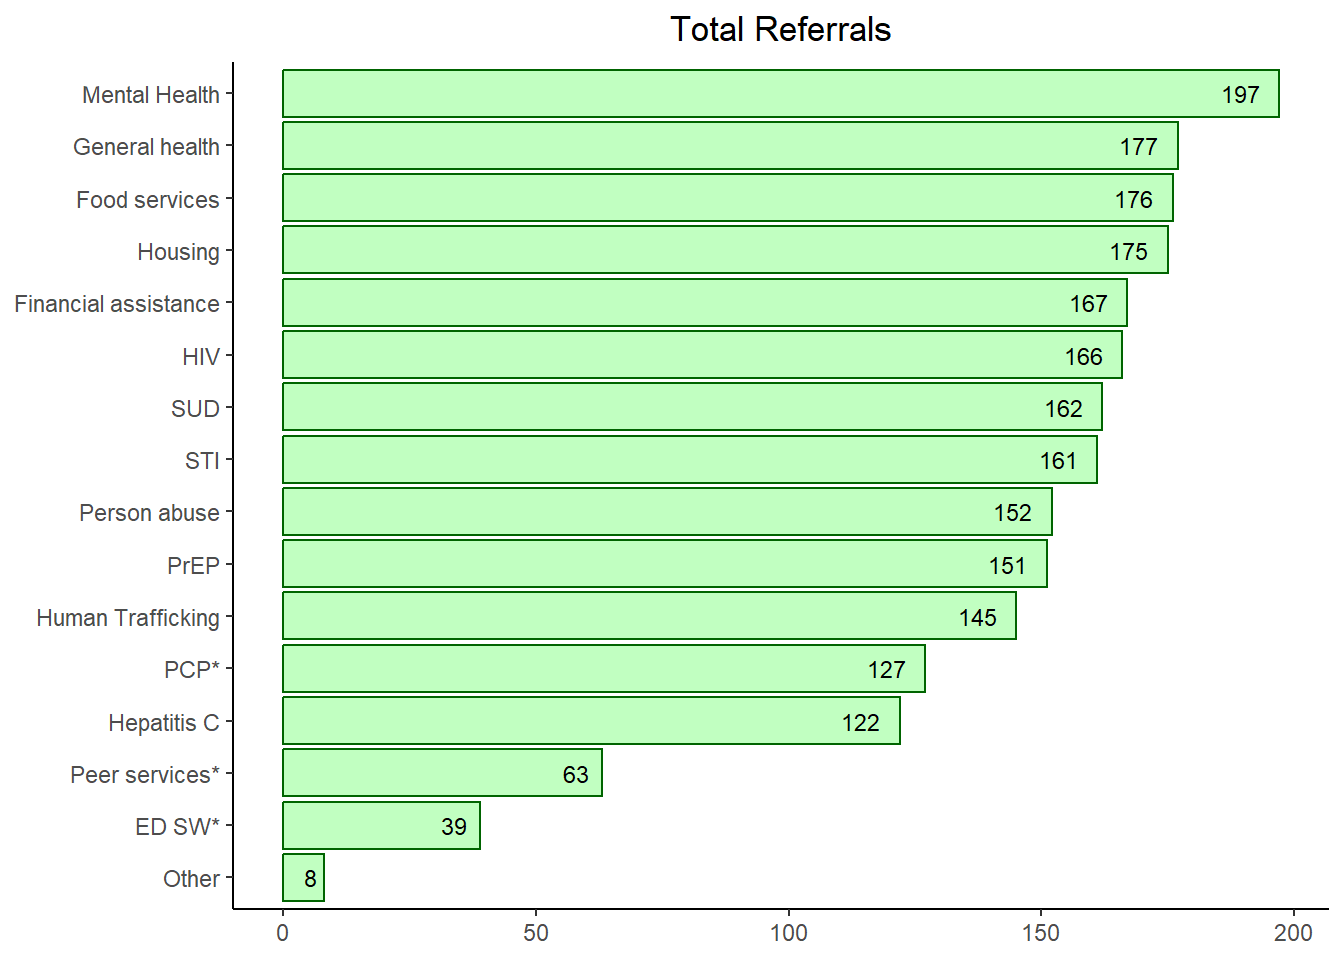 Total Referrals
Mental Health 197
General health 177
Food services 176
Housing 175
Financial assistance 167
HIV 166
SUD 162
STI 161
Person abuse 152
PrEP 151
Human Trafficking 145
PCP* 127
Hepatitis C 122
Peer services* 63
ED SW* 39
Other 8
0 50 100 150 200